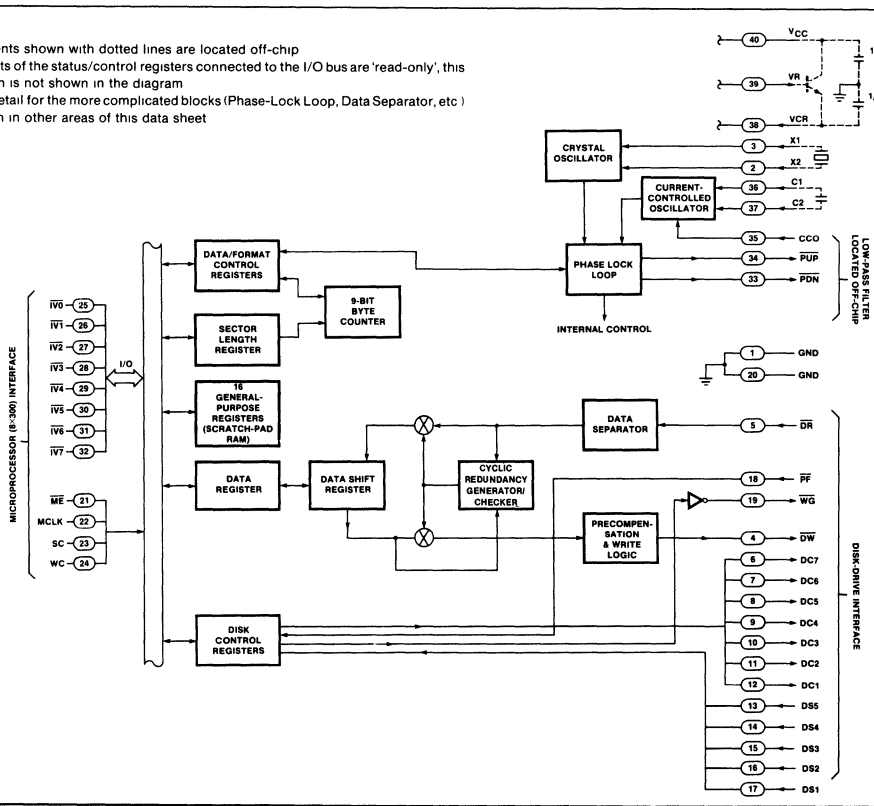 nts shown with dotted lines are located off-chip
ts of the status/control registers connected to the I/O bus are 'read-only', this
n is not shown in the diagram
etail for the more complicated blocks (Phase-Lock Loop, Data Separator, etc )
n in other areas of this data sheet
40 VCC
39 VR
38 VCR
3 X1
2 X2
36 C1
37 C2
35 CCO
34 PUP
33 PDN
LOW-PASS FILTER
LOCATED OFF-CHIP
CRYSTAL
OSCILLATOR
CURRENT-
CONTROLLED
OSCILLATOR
PHASE LOCK
LOOP
INTERNAL CONTROL
DATA/FORMAT
CONTROL
REGISTERS
9-BIT
BYTE
COUNTER
SECTOR
LENGTH
REGISTER
16
GENERAL-
PURPOSE
REGISTERS
(SCRATCH-PAD
RAM)
DATA
REGISTER
DATA SHIFT
REGISTER
CYCLIC
REDUNDANCY
GENERATOR/
CHECKER
DATA
SEPARATOR
PRECOMPEN-
SATION
& WRITE
LOGIC
DISK
CONTROL
REGISTERS
MICROPROCESSOR (8×300) INTERFACE
IV0 25
IV1 26
IV2 27
IV3 28
IV4 29
IV5 30
IV6 31
IV7 32
I/O
ME 21
MCLK 22
SC 23
WC 24
1 GND
20 GND
5 DR
18 PF
19 WG
4 DW
6 DC7
7 DC6
8 DC5
9 DC4
10 DC3
11 DC2
12 DC1
13 DS5
14 DS4
15 DS3
16 DS2
17 DS1
DISK-DRIVE INTERFACE